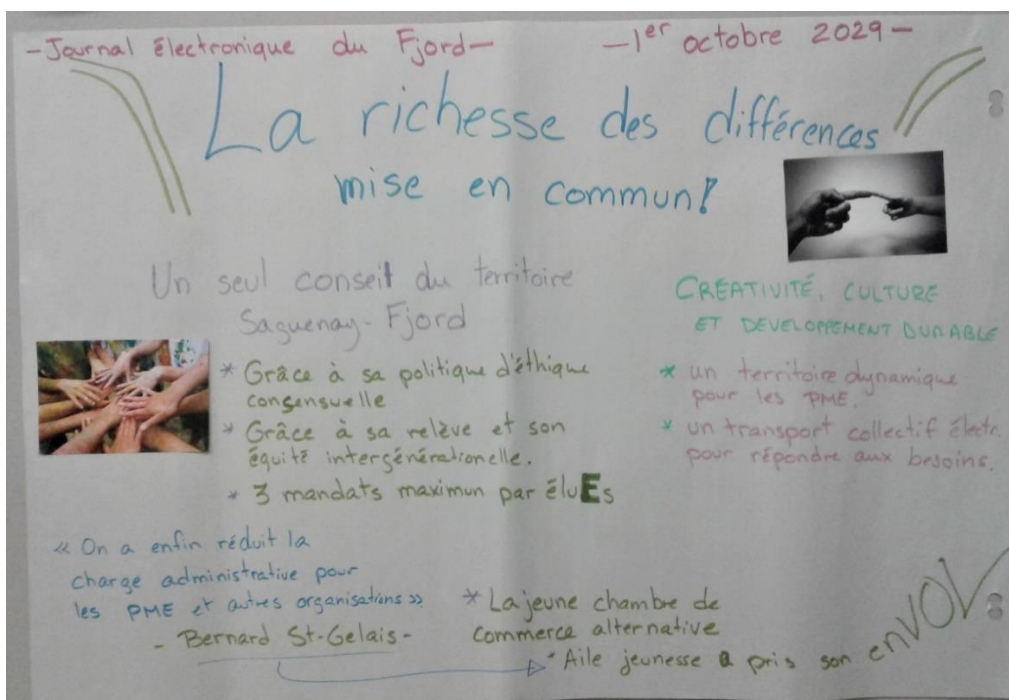 -Journal électronique du Fjord-
-1er octobre 2029-
La richesse des différences
mise en commun!
Un seul conseil du territoire
Saguenay-Fjord
* Grâce à sa politique d'éthique
consensuelle
* Grâce à sa relève et son
équité intergénérationelle.
* 3 mandats maximun par éluEs
CRÉATIVITÉ, CULTURE
ET DEVELOPPEMENT DURABLE
* un territoire dynamique
pour les PME.
* un transport collectif électr.
pour répondre aux besoins.
« On a enfin réduit la
charge administrative pour
les PME et autres organisations »
- Bernard St-Gelais -
* La jeune chambre de
commerce alternative
* Aile jeunesse a pris son enVOL